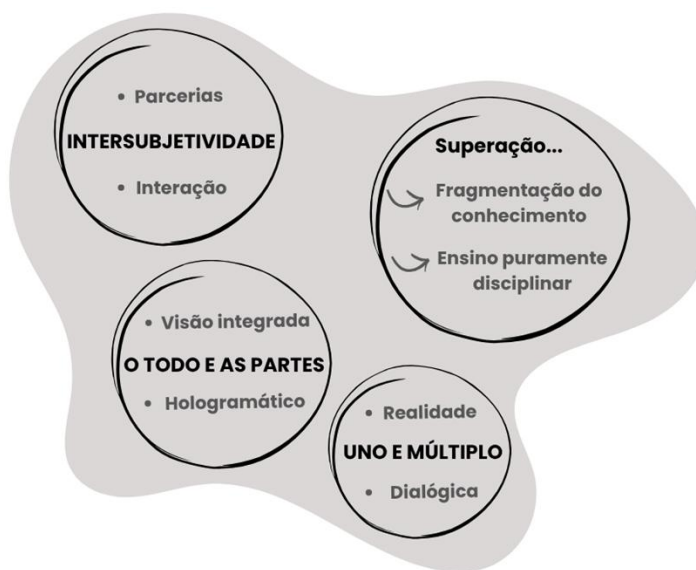 • Parcerias
INTERSUBJETIVIDADE
• Interação
Superação...
Fragmentação do
conhecimento
Ensino puramente
disciplinar
• Visão integrada
O TODO E AS PARTES
• Hologramático
• Realidade
UNO E MÚLTIPLO
• Dialógica